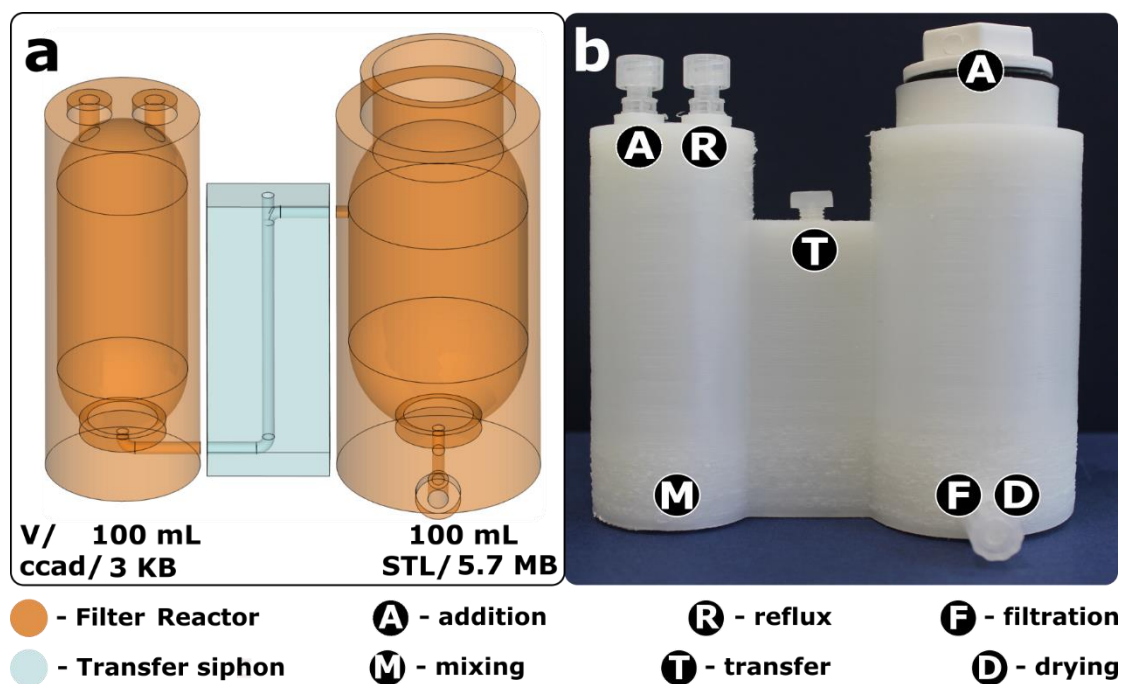 a
V/ 100 mL 100 mL
ccad/ 3 KB STL/ 5.7 MB
b
A
A R
T
M F D
- Filter Reactor A - addition R - reflux F - filtration
- Transfer siphon M - mixing T - transfer D - drying